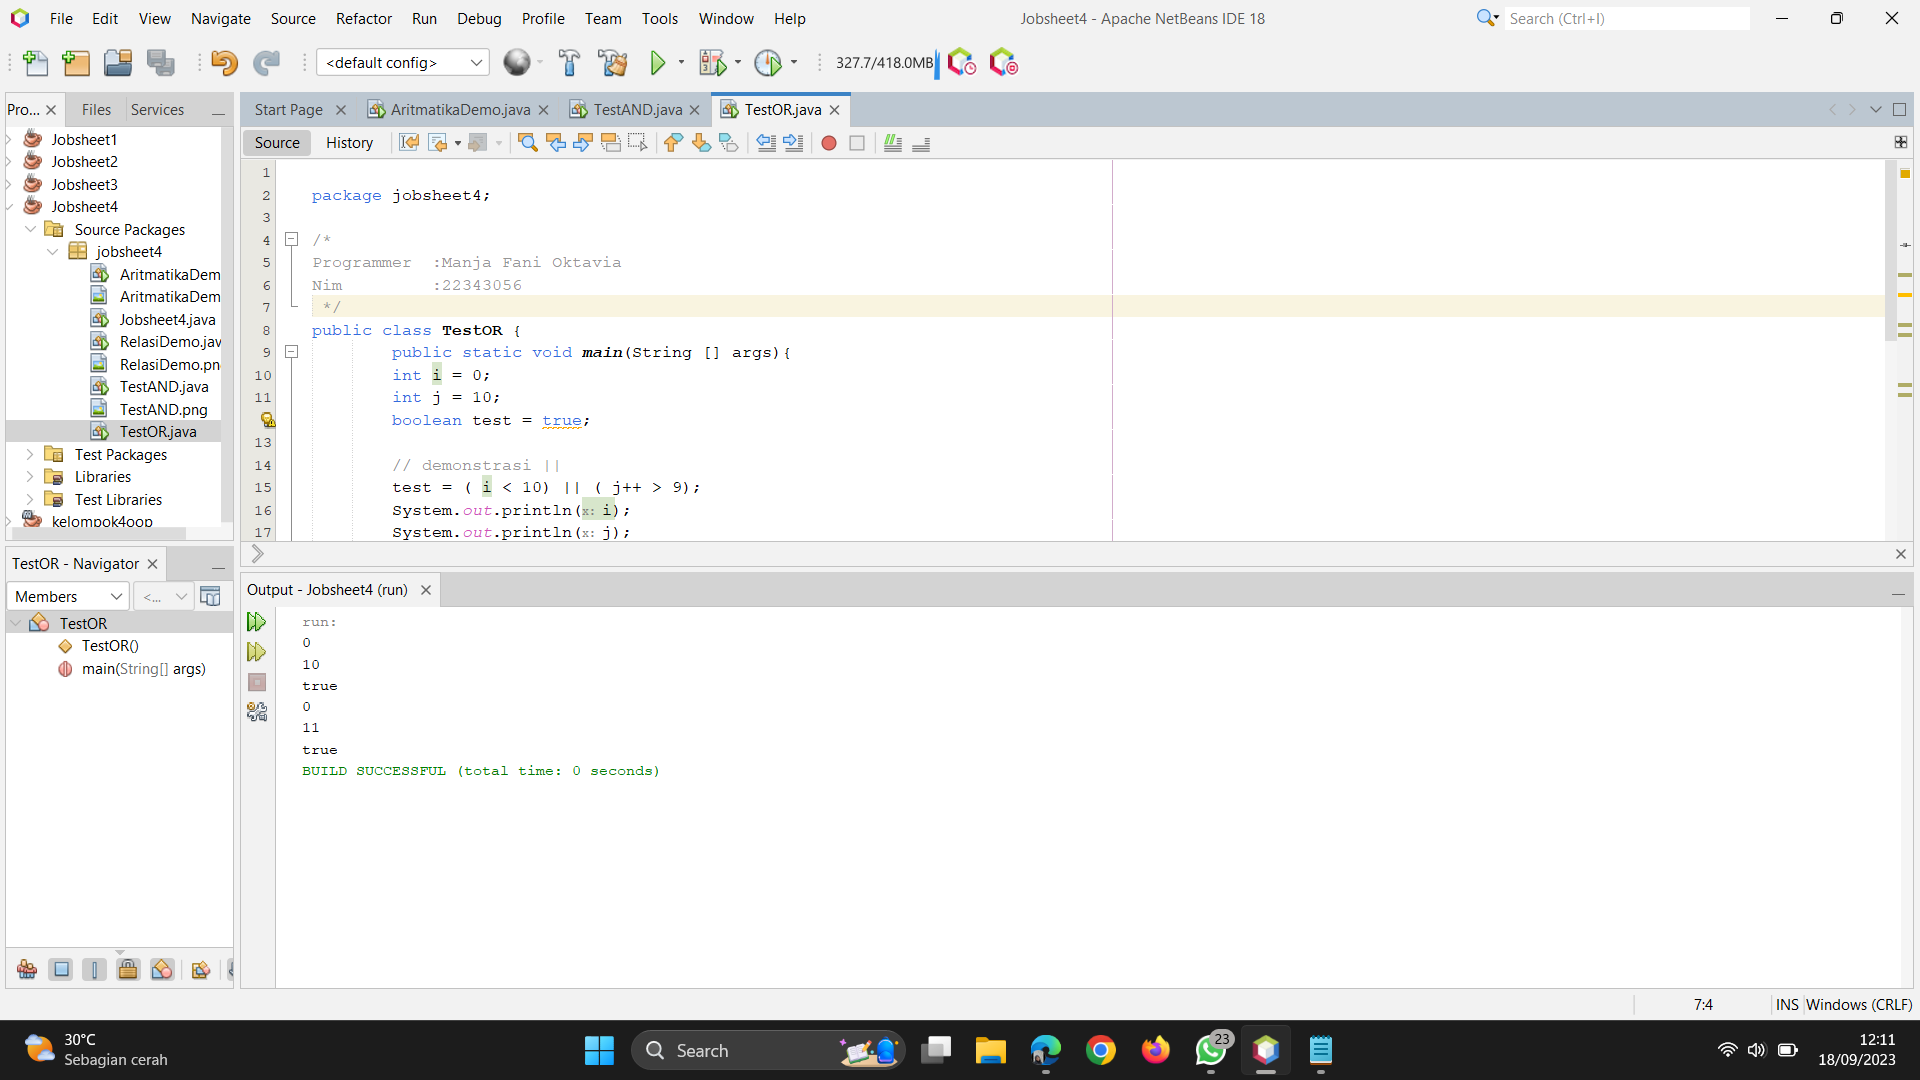 File Edit View Navigate Source Refactor Run Debug Profile Team Tools Window Help
Jobsheet4 - Apache NetBeans IDE 18
Search (Ctrl+I)
<default config>
327.7/418.0MB
Pro...
Files
Services
Jobsheet1
Jobsheet2
Jobsheet3
Jobsheet4
Source Packages
jobsheet4
AritmatikaDem
AritmatikaDem
Jobsheet4.java
RelasiDemo.jav
RelasiDemo.pn
TestAND.java
TestAND.png
TestOR.java
Test Packages
Libraries
Test Libraries
kelompok4oop
TestOR - Navigator
Members
<...
TestOR
TestOR()
main(String[] args)
Start Page
AritmatikaDemo.java
TestAND.java
TestOR.java
Source
History
1
2 package jobsheet4;
3
4 /*
5 Programmer :Manja Fani Oktavia
6 Nim :22343056
7 */
8 public class TestOR {
9 public static void main(String [] args){
10 int i = 0;
11 int j = 10;
boolean test = true;
13
14 // demonstrasi ||
15 test = ( i < 10) || ( j++ > 9);
16 System.out.println(x: i);
17 System.out.println(x: j);
Output - Jobsheet4 (run)
run:
0
10
true
0
11
true
BUILD SUCCESSFUL (total time: 0 seconds)
7:4
INS
Windows (CRLF)
30°C
Sebagian cerah
Search
23
12:11
18/09/2023